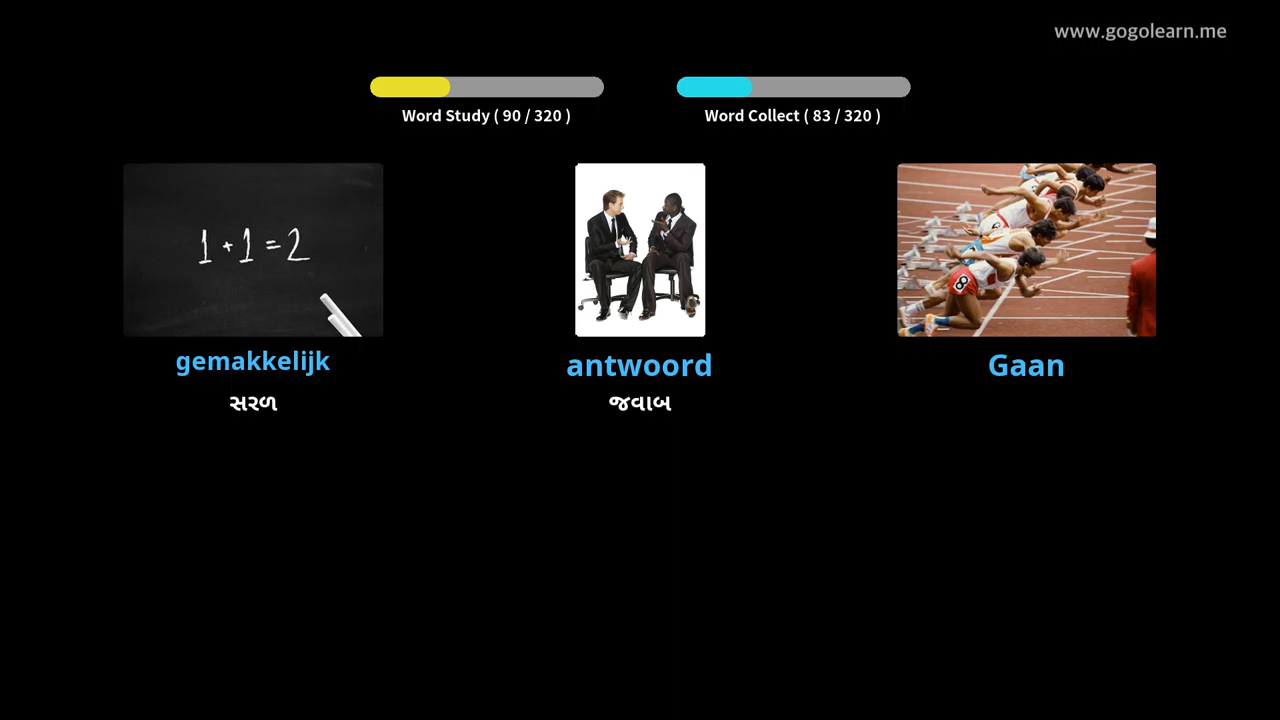 www.gogolearn.me
Word Study ( 90 / 320 )
Word Collect ( 83 / 320 )
1 + 1 = 2
8
gemakkelijk
antwoord
Gaan
સરળ
જવાબ